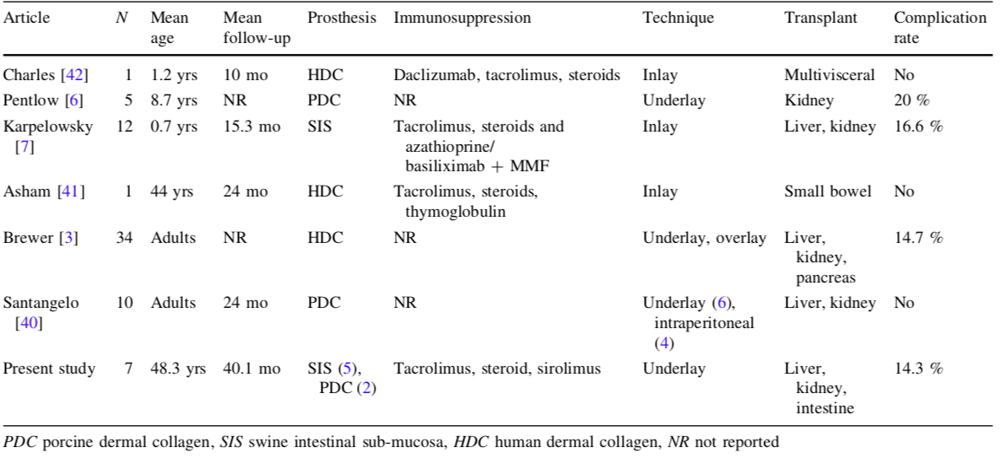 Article N Mean age Mean follow-up Prosthesis Immunosuppression Technique Transplant Complication rate
Charles [42] 1 1.2 yrs 10 mo HDC Daclizumab, tacrolimus, steroids Inlay Multivisceral No
Pentlow [6] 5 8.7 yrs NR PDC NR Underlay Kidney 20 %
Karpelowsky [7] 12 0.7 yrs 15.3 mo SIS Tacrolimus, steroids and azathioprine/ basiliximab + MMF Inlay Liver, kidney 16.6 %
Asham [41] 1 44 yrs 24 mo HDC Tacrolimus, steroids, thymoglobulin Inlay Small bowel No
Brewer [3] 34 Adults NR HDC NR Underlay, overlay Liver, kidney, pancreas 14.7 %
Santangelo [40] 10 Adults 24 mo PDC NR Underlay (6), intraperitoneal (4) Liver, kidney No
Present study 7 48.3 yrs 40.1 mo SIS (5), PDC (2) Tacrolimus, steroid, sirolimus Underlay Liver, kidney, intestine 14.3 %
PDC porcine dermal collagen, SIS swine intestinal sub-mucosa, HDC human dermal collagen, NR not reported